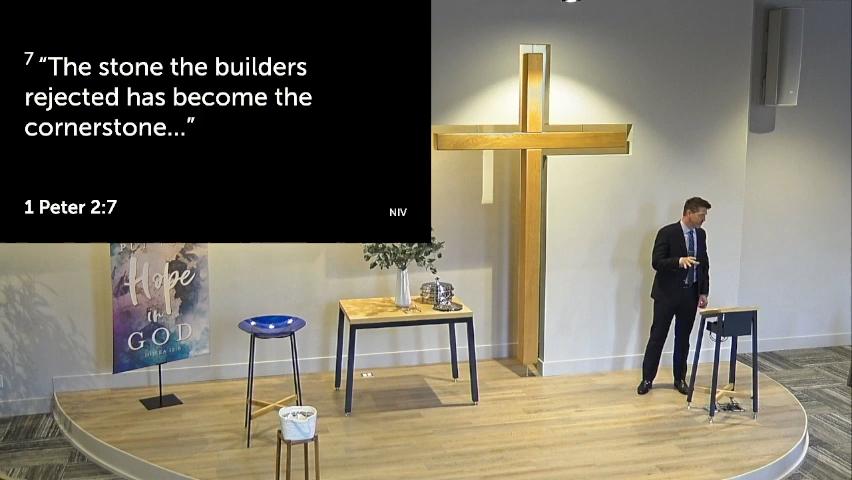 7 “The stone the builders
rejected has become the
cornerstone...”
1 Peter 2:7
NIV
Hope
in
GOD